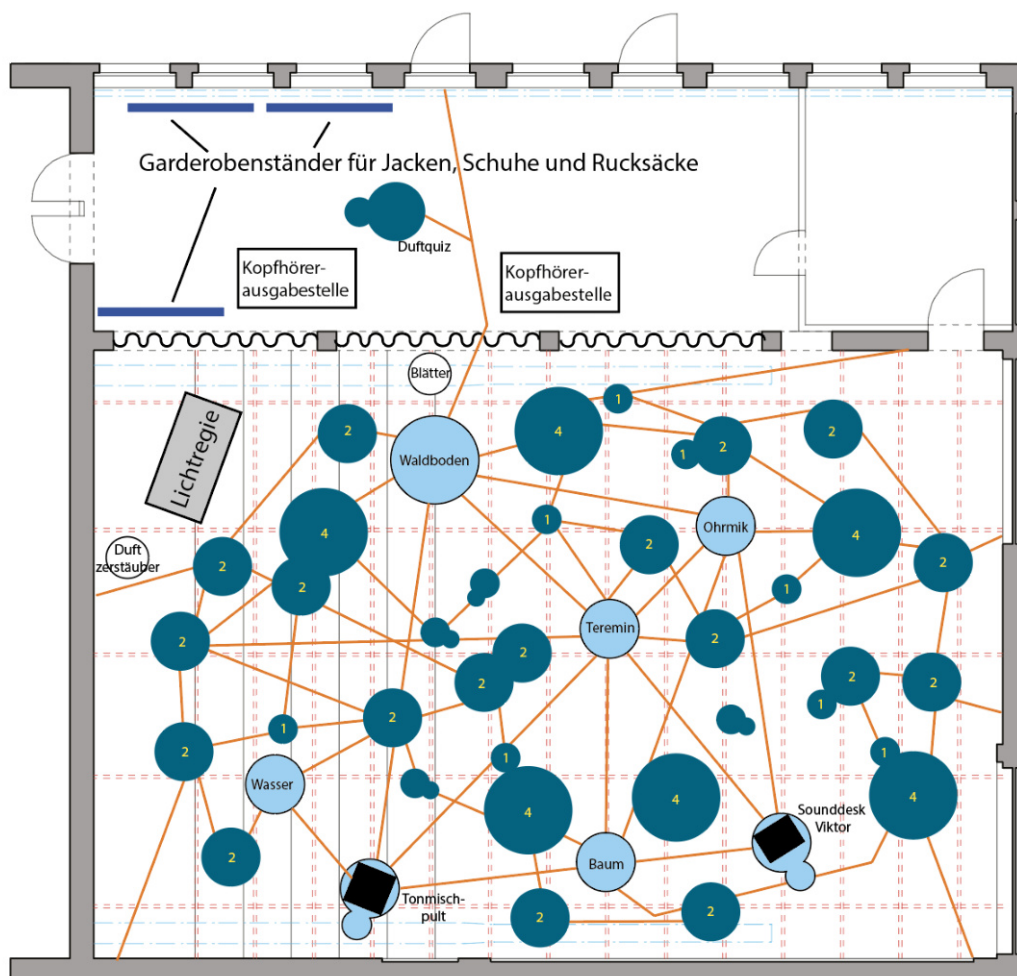 Garderobenständer für Jacken, Schuhe und Rucksäcke
Duftquiz
Kopfhörer-
ausgabestelle
Kopfhörer-
ausgabestelle
Blätter
Lichtregie
Waldboden
Duft
zerstäuber
Ohrmik
Teremin
Wasser
Baum
Tonmisch-
pult
Sounddesk
Viktor
1
4
2
2
2
1
4
1
4
2
2
2
2
1
2
2
2
2
2
2
2
1
2
1
2
1
1
4
4
4
2
2
2